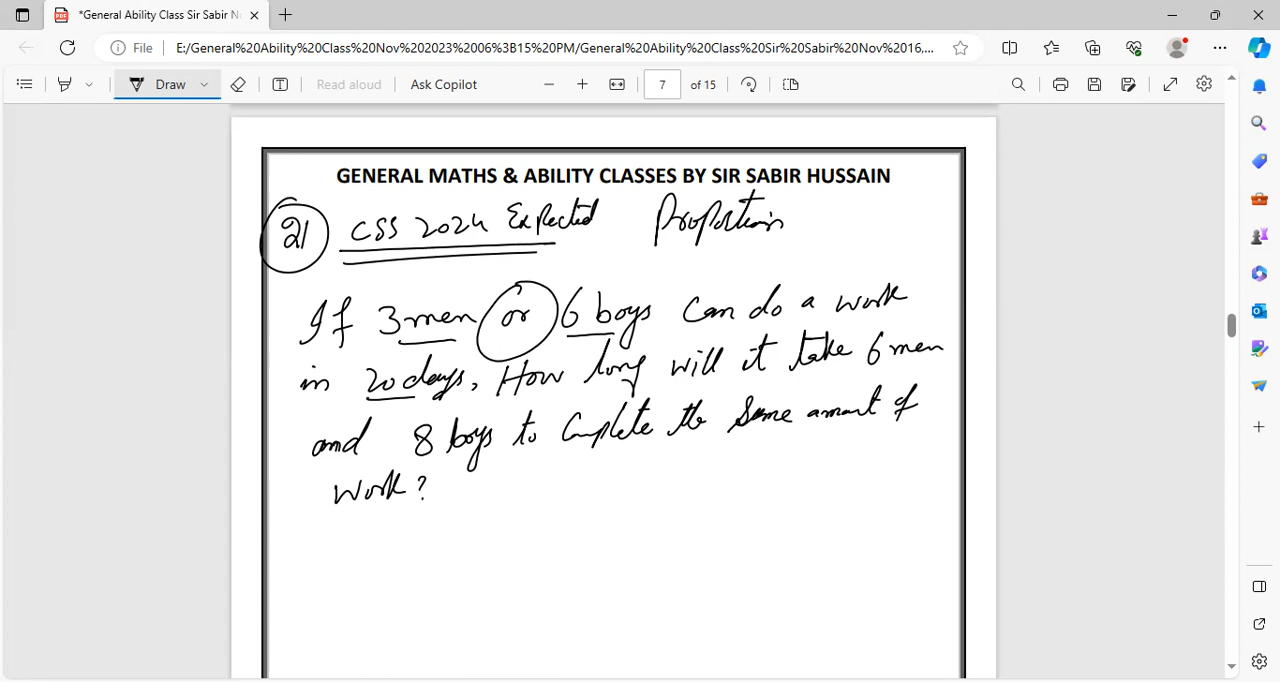 *General Ability Class Sir Sabir N
File
E:/General%20Ability%20Class%20Nov%202023%2006%3B15%20PM/General%20Ability%20Class%20Sir%20Sabir%20Nov%2016,...
Draw
Read aloud
Ask Copilot
7
of 15
GENERAL MATHS & ABILITY CLASSES BY SIR SABIR HUSSAIN
21 CSS 2024 Expected Proportion
If 3 men or 6 boys Can do a work
in 20 days, How long will it take 6 men
and 8 boys to Complete the Same amount of
Work?